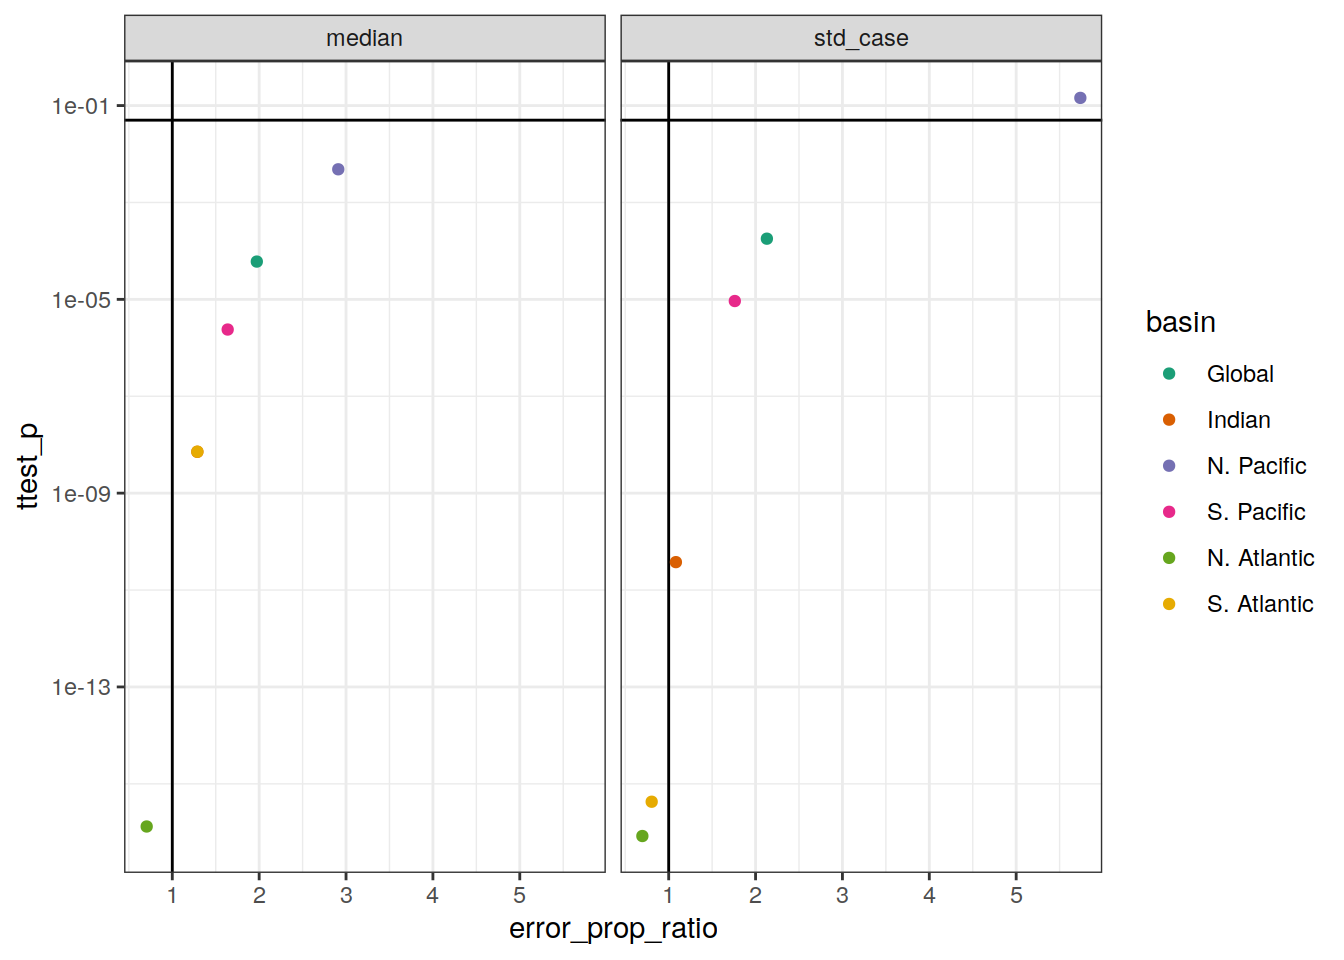 median
std_case
1e-01
1e-05
1e-09
1e-13
ttest_p
1 2 3 4 5
1 2 3 4 5
error_prop_ratio
basin
Global
Indian
N. Pacific
S. Pacific
N. Atlantic
S. Atlantic